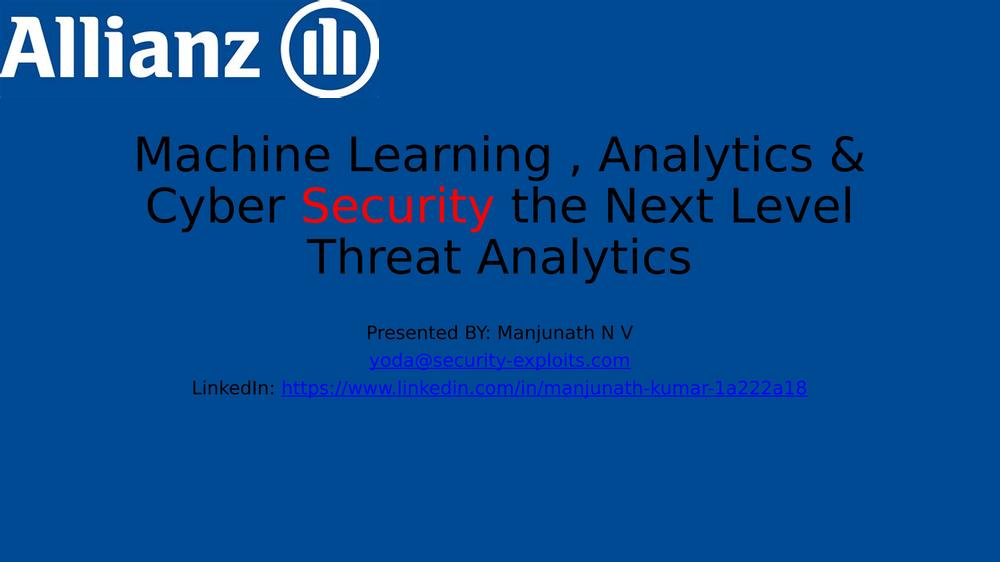 Allianz
Machine Learning , Analytics &
Cyber Security the Next Level
Threat Analytics
Presented BY: Manjunath N V
yoda@security-exploits.com
LinkedIn: https://www.linkedin.com/in/manjunath-kumar-1a222a18